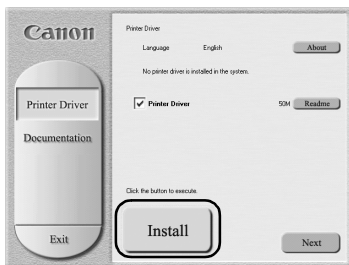 Canon
Printer Driver
Language English About
No printer driver is installed in the system.
Printer Driver
Printer Driver 50M Readme
Documentation
Click the button to execute.
Install
Exit
Next